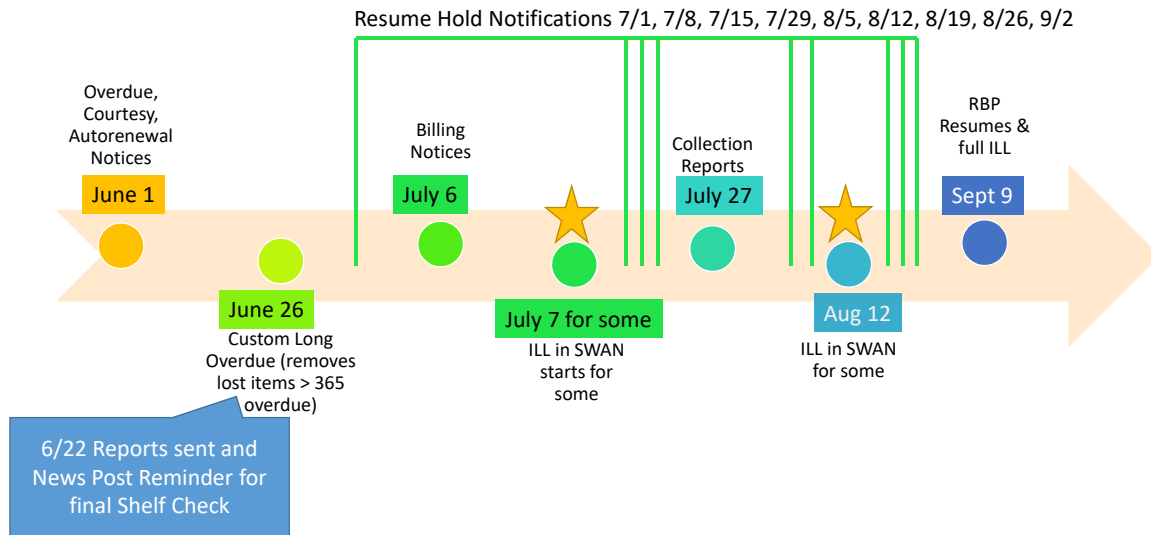 Resume Hold Notifications 7/1, 7/8, 7/15, 7/29, 8/5, 8/12, 8/19, 8/26, 9/2
Overdue,
Courtesy,
Autorenewal
Notices
June 1
June 26
Custom Long
Overdue (removes
lost items > 365
overdue)
6/22 Reports sent and
News Post Reminder for
final Shelf Check
Billing
Notices
July 6
July 7 for some
ILL in SWAN
starts for
some
Collection
Reports
July 27
Aug 12
ILL in SWAN
for some
RBP
Resumes &
full ILL
Sept 9